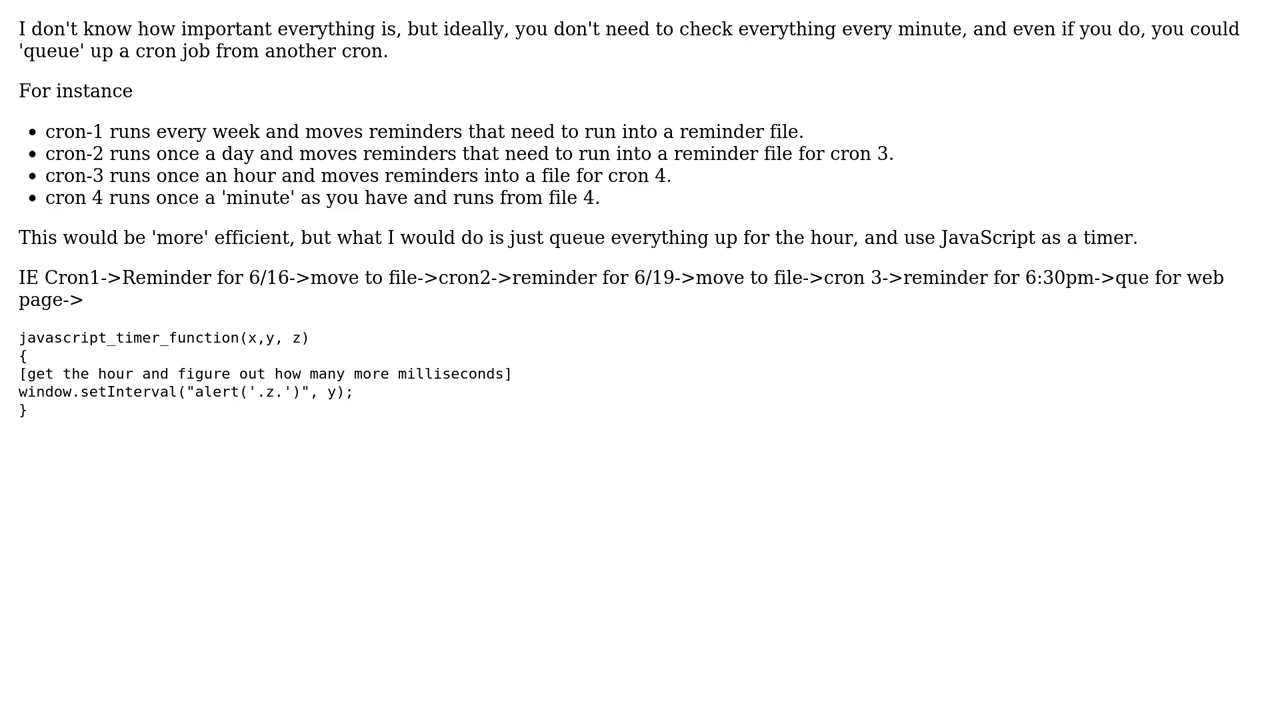 I don't know how important everything is, but ideally, you don't need to check everything every minute, and even if you do, you could
'queue' up a cron job from another cron.
For instance
• cron-1 runs every week and moves reminders that need to run into a reminder file.
• cron-2 runs once a day and moves reminders that need to run into a reminder file for cron 3.
• cron-3 runs once an hour and moves reminders into a file for cron 4.
• cron 4 runs once a 'minute' as you have and runs from file 4.
This would be 'more' efficient, but what I would do is just queue everything up for the hour, and use JavaScript as a timer.
IE Cron1->Reminder for 6/16->move to file->cron2->reminder for 6/19->move to file->cron 3->reminder for 6:30pm->que for web
page->
javascript_timer_function(x,y, z)
{
[get the hour and figure out how many more milliseconds]
window.setInterval("alert('.z.')", y);
}